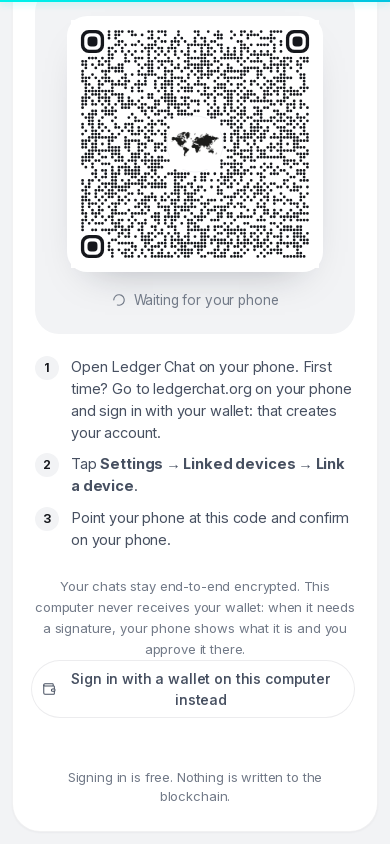 Waiting for your phone
1 Open Ledger Chat on your phone. First
time? Go to ledgerchat.org on your phone
and sign in with your wallet: that creates
your account.
2 Tap Settings → Linked devices → Link
a device.
3 Point your phone at this code and confirm
on your phone.
Your chats stay end-to-end encrypted. This
computer never receives your wallet: when it needs
a signature, your phone shows what it is and you
approve it there.
Sign in with a wallet on this computer
instead
Signing in is free. Nothing is written to the
blockchain.